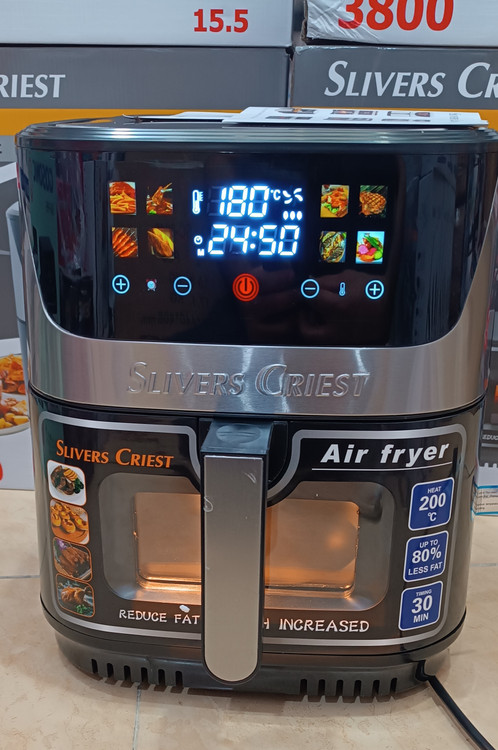 15.5
3800
RIEST
SLIVERS CR
180°C
24:50
M
SLIVERS CRIEST
SLIVERS CRIEST
Air fryer
HEAT
200
°C
UP TO
80%
LESS FAT
TIMING
30
MIN
REDUCE FAT H INCREASED